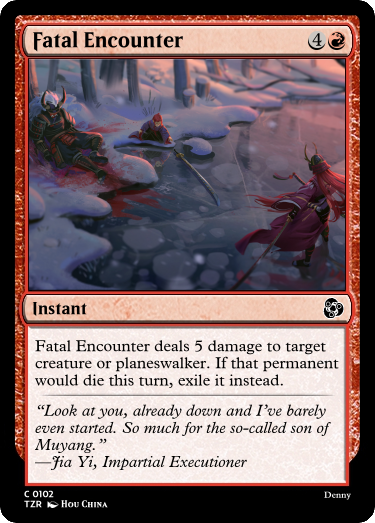 Fatal Encounter 4
Instant
Fatal Encounter deals 5 damage to target
creature or planeswalker. If that permanent
would die this turn, exile it instead.
“Look at you, already down and I’ve barely
even started. So much for the so-called son of
Muyang.”
—Jia Yi, Impartial Executioner
C 0102
TZR Hou China
Denny